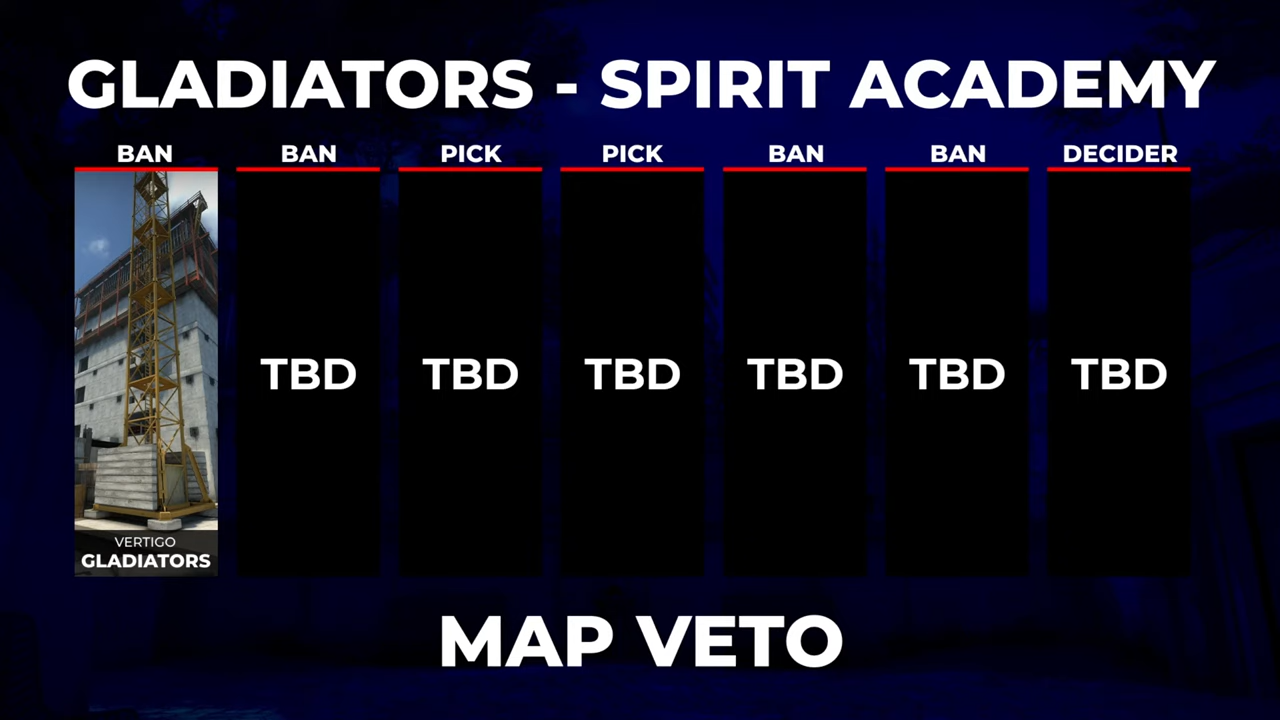 GLADIATORS - SPIRIT ACADEMY
BAN BAN PICK PICK BAN BAN DECIDER
TBD TBD TBD TBD TBD TBD
VERTIGO
GLADIATORS
MAP VETO